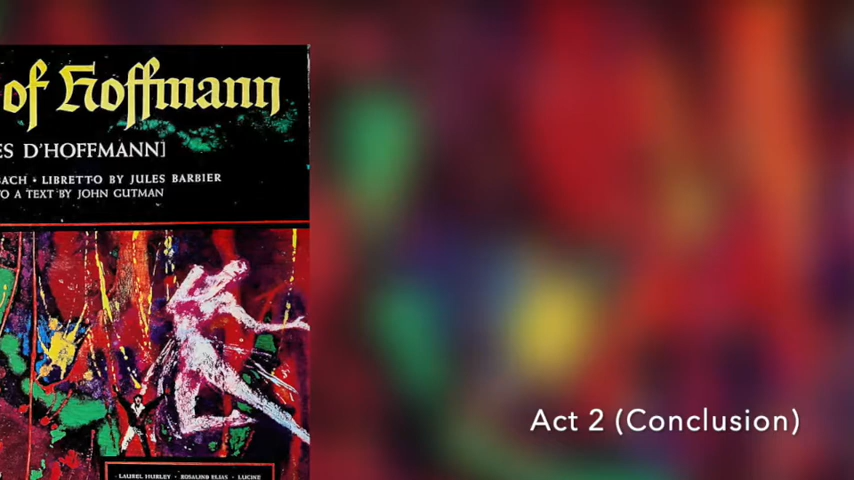 of Hoffmann
ES D'HOFFMANN]
BACH • LIBRETTO BY JULES BARBIER
TO A TEXT BY JOHN GUTMAN
Act 2 (Conclusion)
LAUREL HURLEY • ROSALIND ELIAS • LUCINE